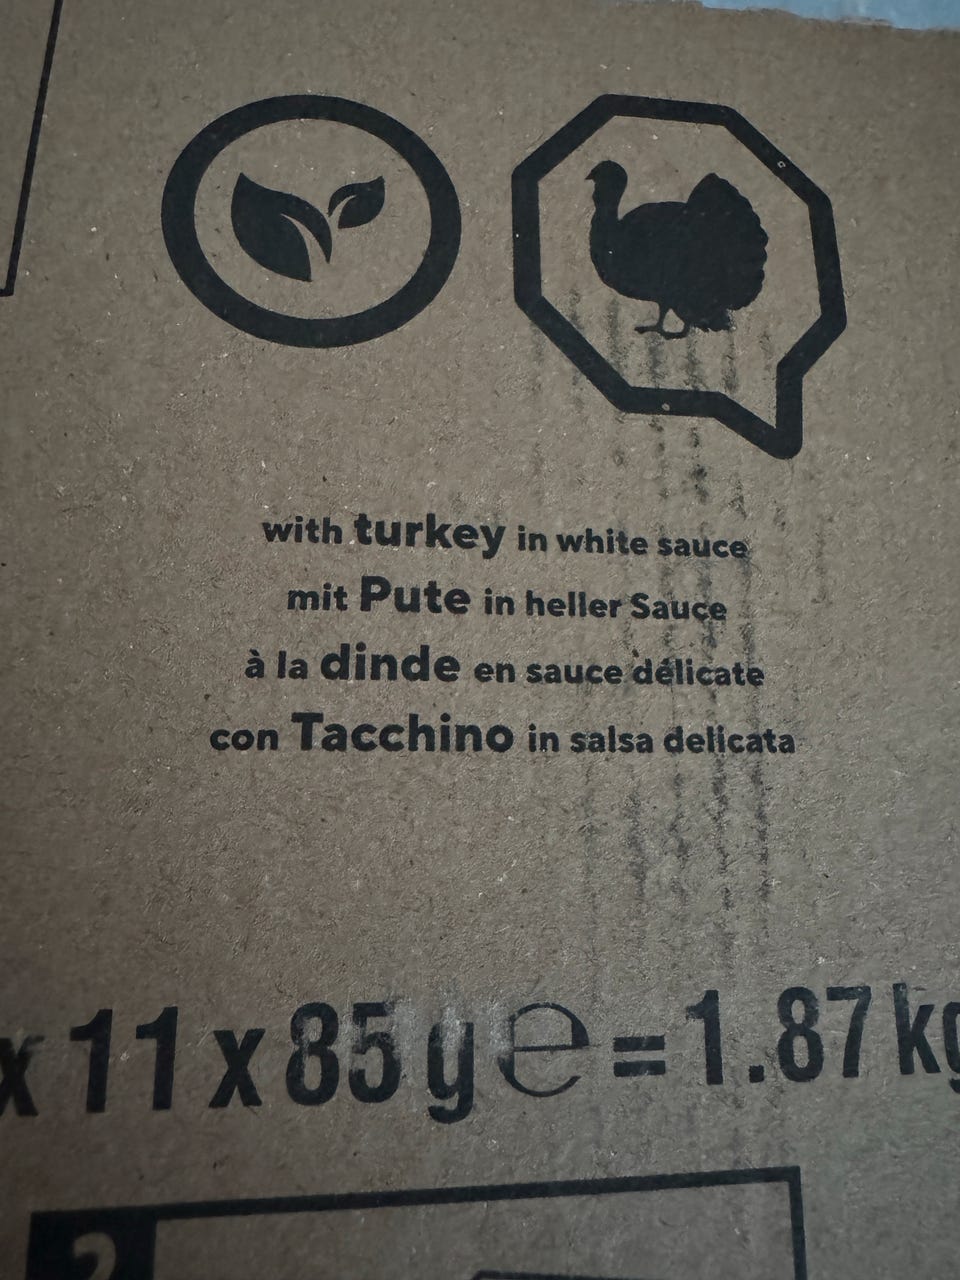 with turkey in white sauce
mit Pute in heller Sauce
à la dinde en sauce délicate
con Tacchino in salsa delicata
x 11 x 85 g ℮ = 1.87 kg
2